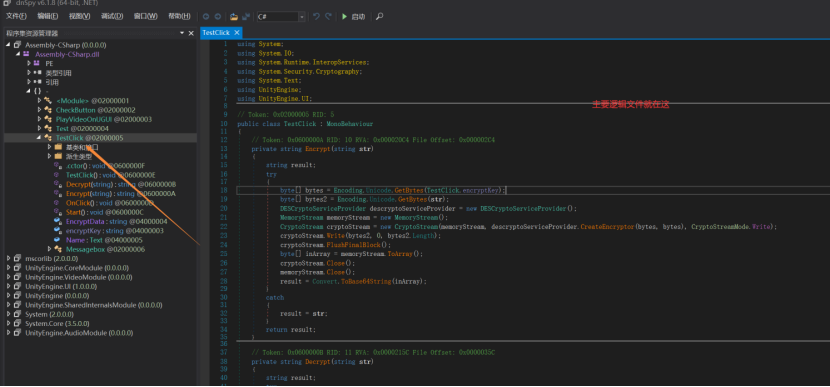 dnSpy v6.1.8 (64-bit, .NET)
文件(F) 编辑(E) 视图(V) 调试(D) 窗口(W) 帮助(H) C# 启动
程序集资源管理器
TestClick
Assembly-CSharp (0.0.0.0)
Assembly-CSharp.dll
PE
类型引用
引用
{ } -
<Module> @02000001
CheckButton @02000002
PlayVideoOnUGUI @02000003
Test @02000004
TestClick @02000005
基类和接口
派生类型
.cctor() : void @0600000F
TestClick() : void @0600000E
Decrypt(string) : string @0600000B
Encrypt(string) : string @0600000A
OnClick() : void
Start() : void @0600000C
EncryptData : string @04000004
encryptKey : string @04000003
Name : Text @04000005
Messagebox @02000006
mscorlib (2.0.0.0)
UnityEngine.CoreModule (0.0.0.0)
UnityEngine.VideoModule (0.0.0.0)
UnityEngine.UI (1.0.0.0)
UnityEngine (0.0.0.0)
UnityEngine.SharedInternalsModule (0.0.0.0)
System (2.0.0.0)
System.Core (3.5.0.0)
UnityEngine.AudioModule (0.0.0.0)
1 using System;
2 using System.IO;
3 using System.Runtime.InteropServices;
4 using System.Security.Cryptography;
5 using System.Text;
6 using UnityEngine;
7 using UnityEngine.UI;
主要逻辑文件就在这
8
9 // Token: 0x02000005 RID: 5
10 public class TestClick : MonoBehaviour
11 {
12 // Token: 0x0600000A RID: 10 RVA: 0x000020C4 File Offset: 0x000002C4
13 private string Encrypt(string str)
14 {
15 string result;
16 try
17 {
18 byte[] bytes = Encoding.Unicode.GetBytes(TestClick.encryptKey);
19 byte[] bytes2 = Encoding.Unicode.GetBytes(str);
20 DESCryptoServiceProvider descryptoServiceProvider = new DESCryptoServiceProvider();
21 MemoryStream memoryStream = new MemoryStream();
22 CryptoStream cryptoStream = new CryptoStream(memoryStream, descryptoServiceProvider.CreateEncryptor(bytes, bytes), CryptoStreamMode.Write);
23 cryptoStream.Write(bytes2, 0, bytes2.Length);
24 cryptoStream.FlushFinalBlock();
25 byte[] inArray = memoryStream.ToArray();
26 cryptoStream.Close();
27 memoryStream.Close();
28 result = Convert.ToBase64String(inArray);
29 }
30 catch
31 {
32 result = str;
33 }
34 return result;
35 }
36
37 // Token: 0x0600000B RID: 11 RVA: 0x0000215C File Offset: 0x0000035C
38 private string Decrypt(string str)
39 {
40 string result;